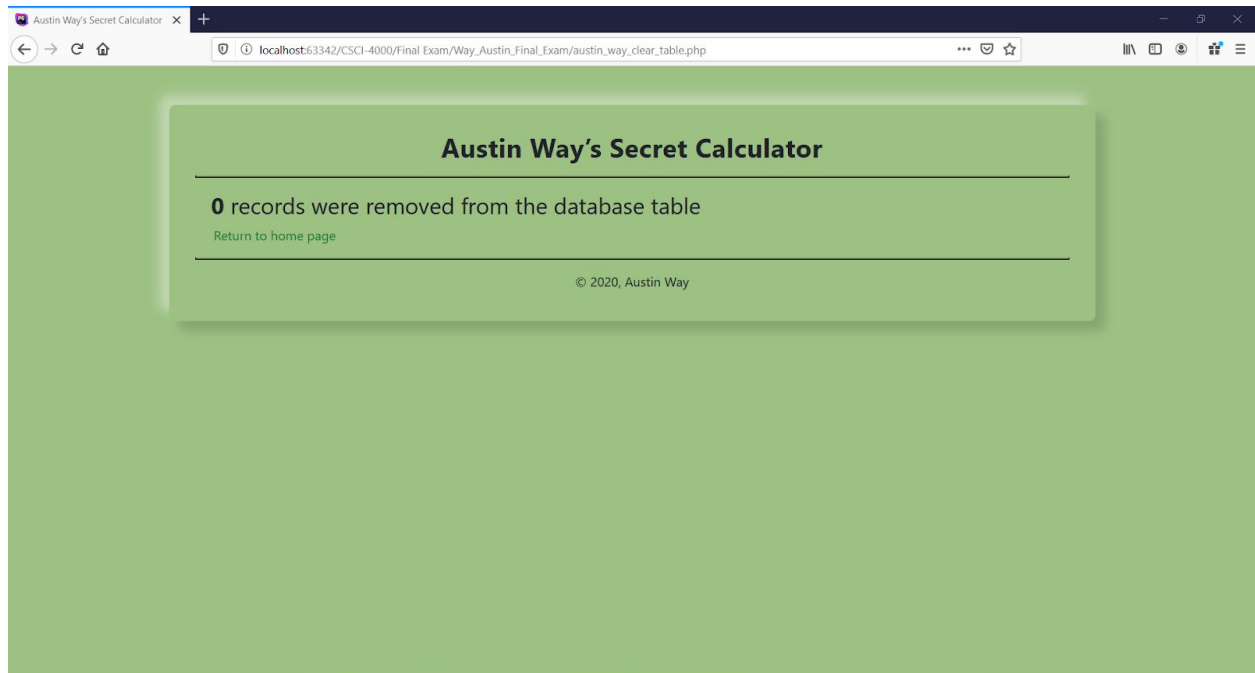 Austin Way's Secret Calculator
localhost:63342/CSCI-4000/Final Exam/Way_Austin_Final_Exam/austin_way_clear_table.php
Austin Way's Secret Calculator
0 records were removed from the database table
Return to home page
© 2020, Austin Way